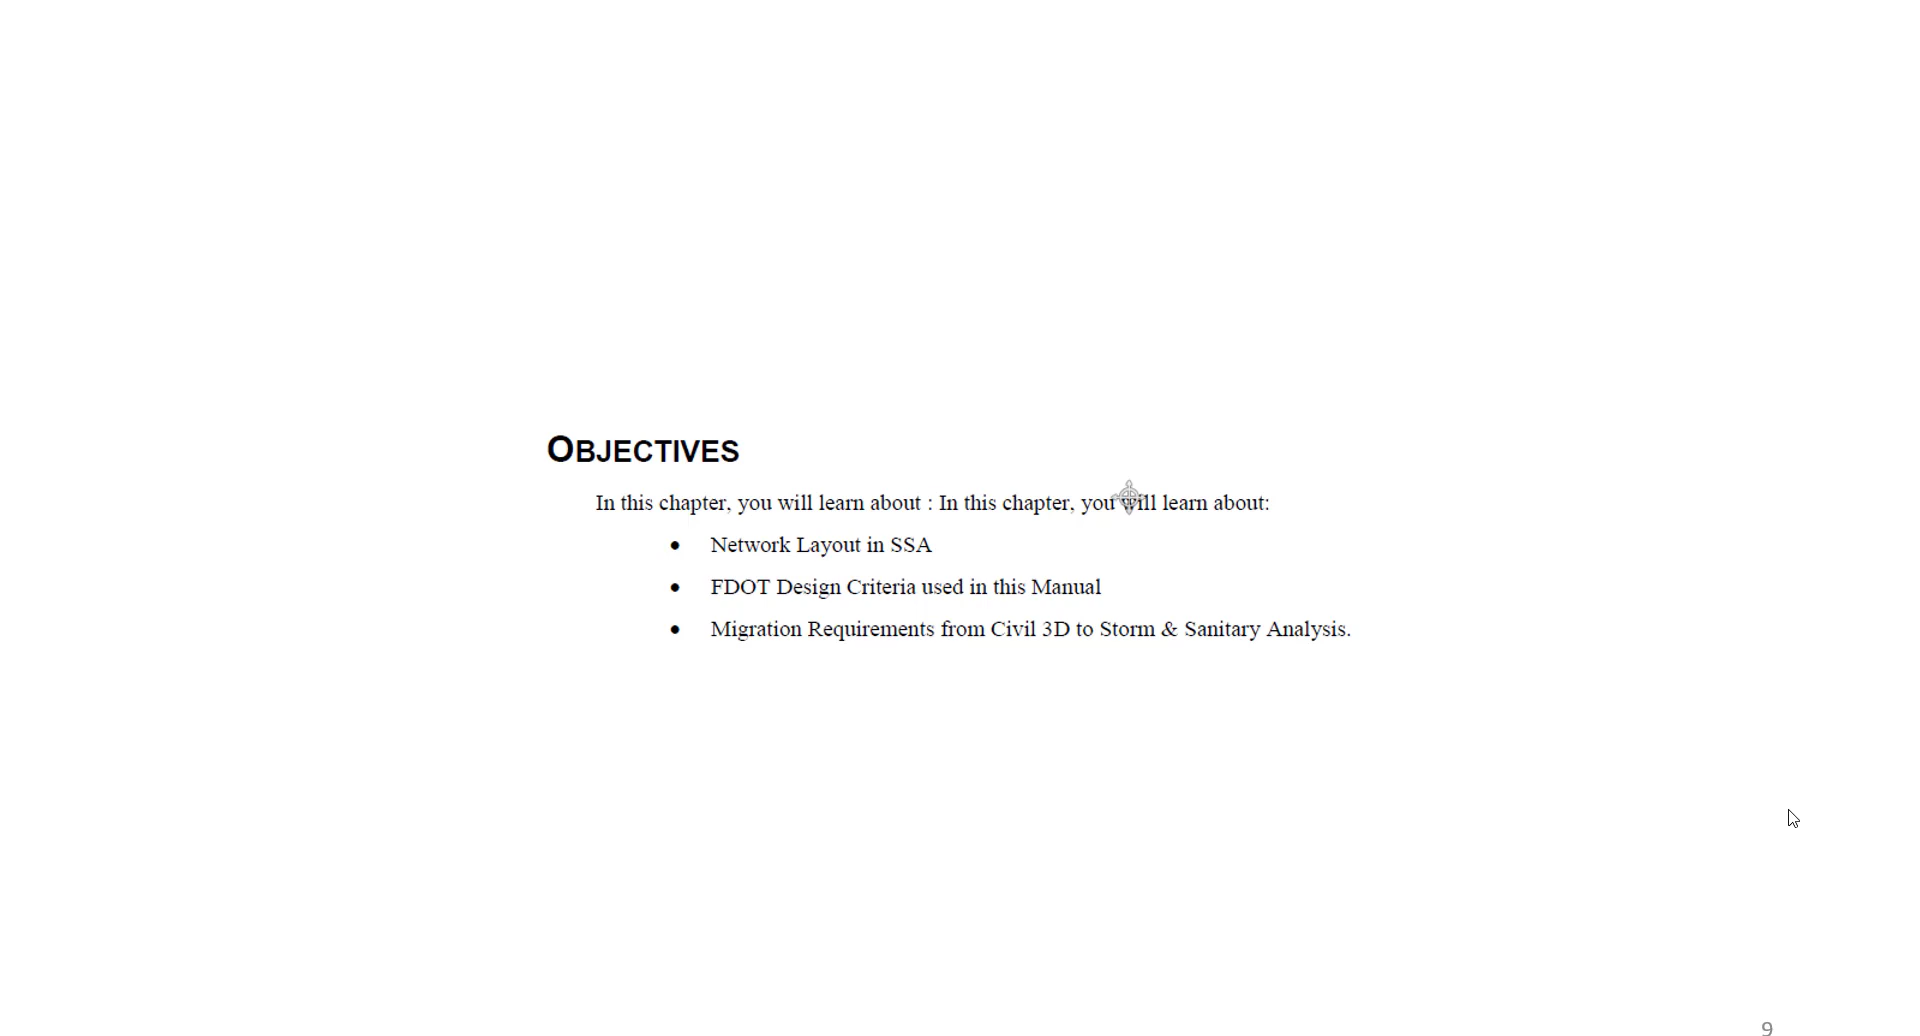 OBJECTIVES
In this chapter, you will learn about : In this chapter, you will learn about:
• Network Layout in SSA
• FDOT Design Criteria used in this Manual
• Migration Requirements from Civil 3D to Storm & Sanitary Analysis.
9